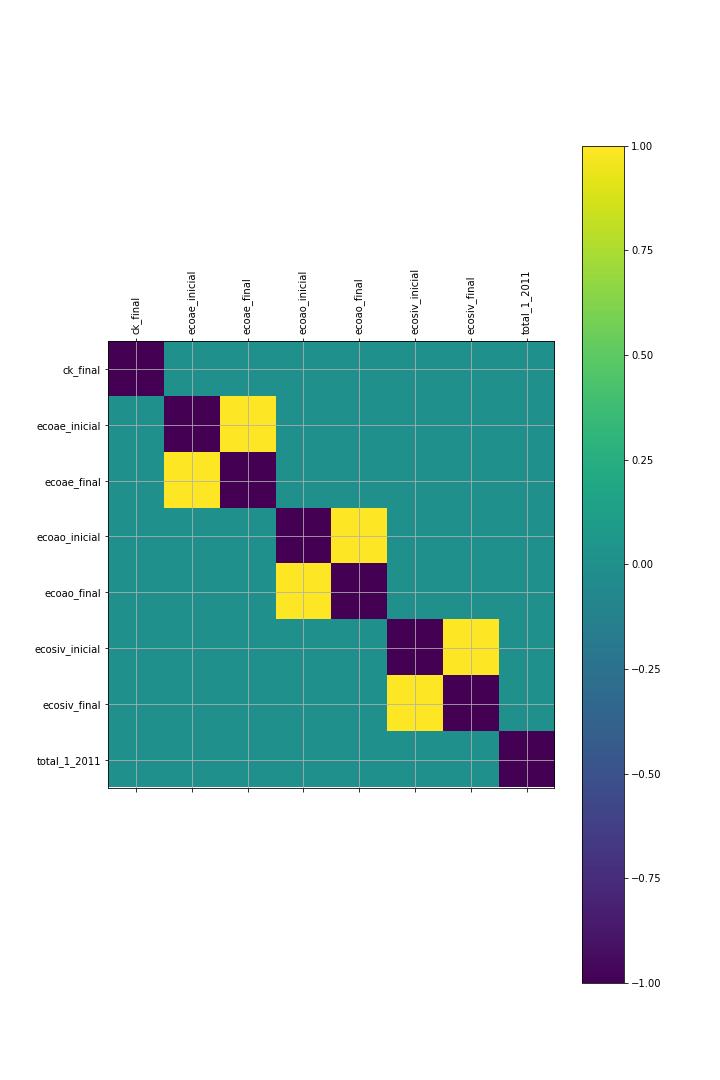 ck_final
ecoae_inicial
ecoae_final
ecoao_inicial
ecoao_final
ecosiv_inicial
ecosiv_final
total_1_2011
ck_final
ecoae_inicial
ecoae_final
ecoao_inicial
ecoao_final
ecosiv_inicial
ecosiv_final
total_1_2011
1.00
0.75
0.50
0.25
0.00
−0.25
−0.50
−0.75
−1.00